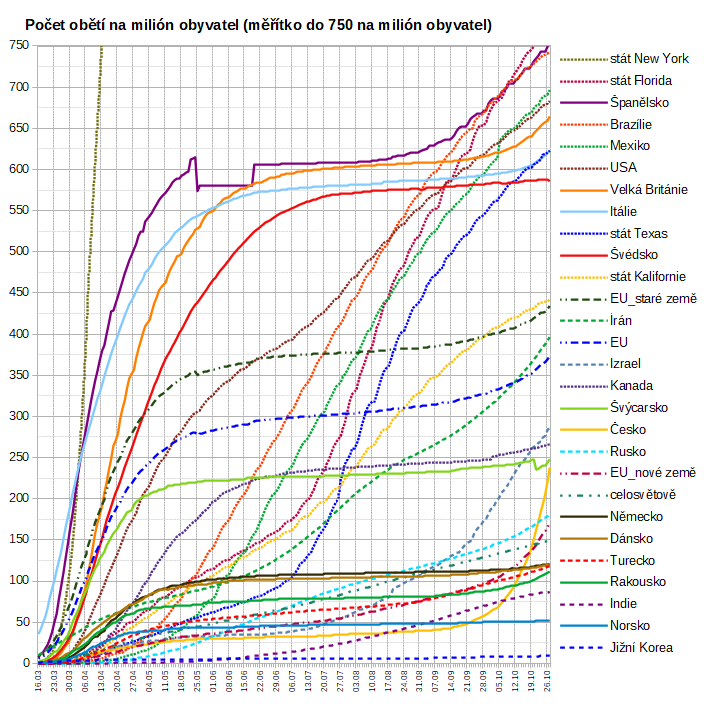 Počet obětí na milión obyvatel (měřítko do 750 na milión obyvatel)
750
700
650
600
550
500
450
400
350
300
250
200
150
100
50
0
16.03
23.03
30.03
06.04
13.04
20.04
27.04
04.05
11.05
18.05
25.05
01.06
08.06
15.06
22.06
29.06
06.07
13.07
20.07
27.07
03.08
10.08
17.08
24.08
31.08
07.09
14.09
21.09
28.09
05.10
12.10
19.10
26.10
stát New York
stát Florida
Španělsko
Brazílie
Mexiko
USA
Velká Británie
Itálie
stát Texas
Švédsko
stát Kalifornie
EU_staré země
Írán
EU
Izrael
Kanada
Švýcarsko
Česko
Rusko
EU_nové země
celosvětově
Německo
Dánsko
Turecko
Rakousko
Indie
Norsko
Jižní Korea